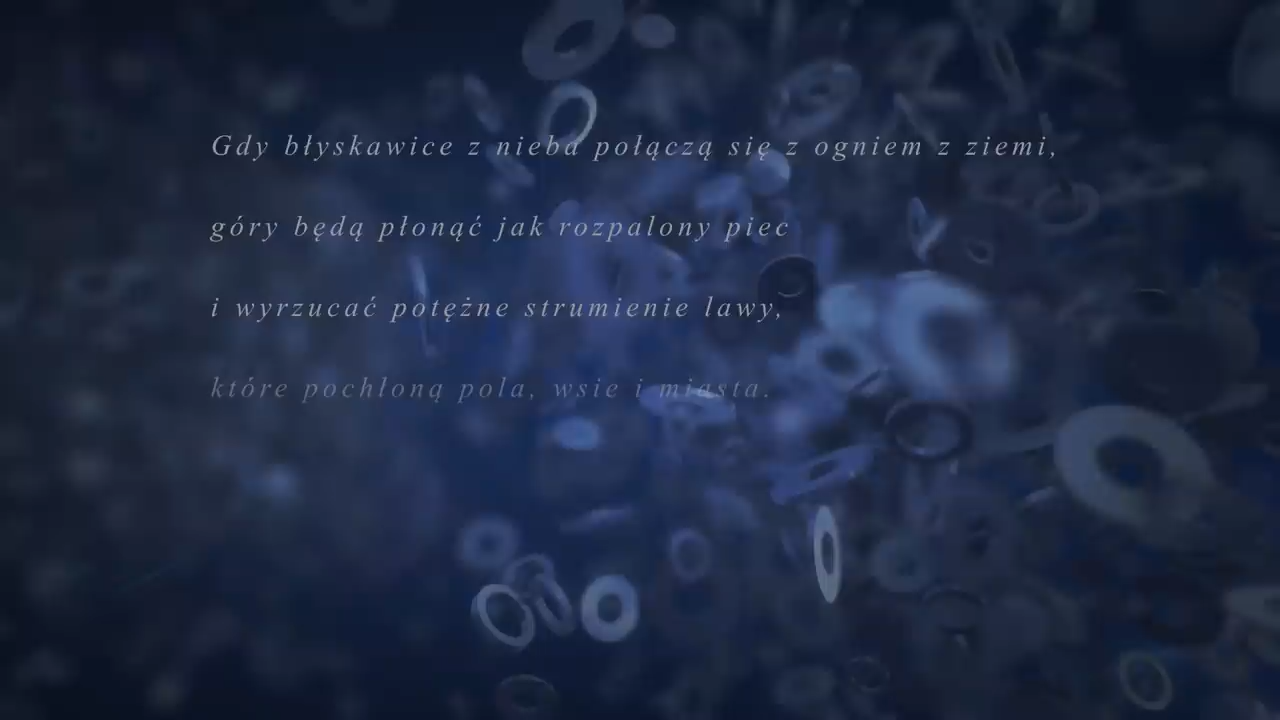 Gdy błyskawice z nieba połączą się z ogniem z ziemi,
góry będą płonąć jak rozpalony piec
i wyrzucać potężne strumienie lawy,
które pochłoną pola, wsie i miasta.